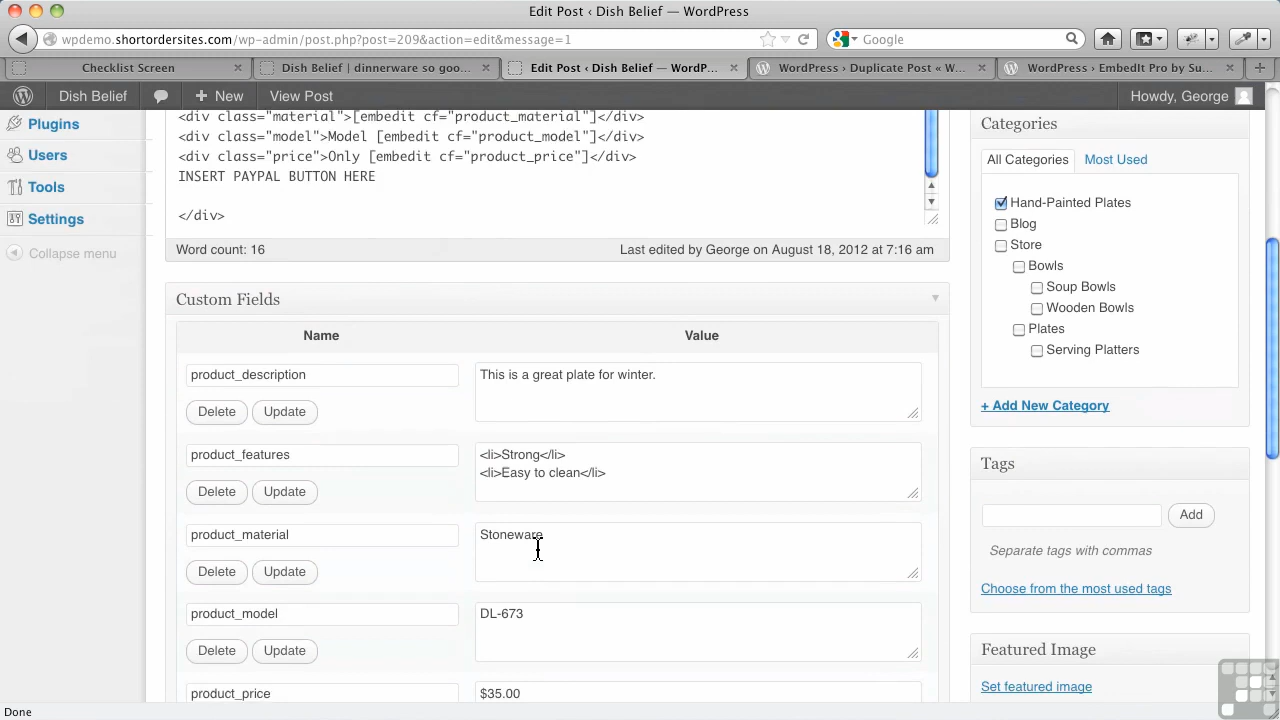 Edit Post ‹ Dish Belief — WordPress
wpdemo.shortordersites.com/wp-admin/post.php?post=209&action=edit&message=1
Google
Checklist Screen
Dish Belief | dinnerware so goo...
Edit Post ‹ Dish Belief — WordP...
WordPress › Duplicate Post « W...
WordPress › EmbedIt Pro by Su...
Dish Belief
New
View Post
Howdy, George
Plugins
Users
Tools
Settings
Collapse menu
<div class="material">[embedit cf="product_material"]</div>
<div class="model">Model [embedit cf="product_model"]</div>
<div class="price">Only [embedit cf="product_price"]</div>
INSERT PAYPAL BUTTON HERE
</div>
Word count: 16
Last edited by George on August 18, 2012 at 7:16 am
Custom Fields
Name
Value
product_description
This is a great plate for winter.
Delete
Update
product_features
<li>Strong</li>
<li>Easy to clean</li>
Delete
Update
product_material
Stoneware
Delete
Update
product_model
DL-673
Delete
Update
product_price
$35.00
Categories
All Categories
Most Used
Hand-Painted Plates
Blog
Store
Bowls
Soup Bowls
Wooden Bowls
Plates
Serving Platters
+ Add New Category
Tags
Add
Separate tags with commas
Choose from the most used tags
Featured Image
Set featured image
Done